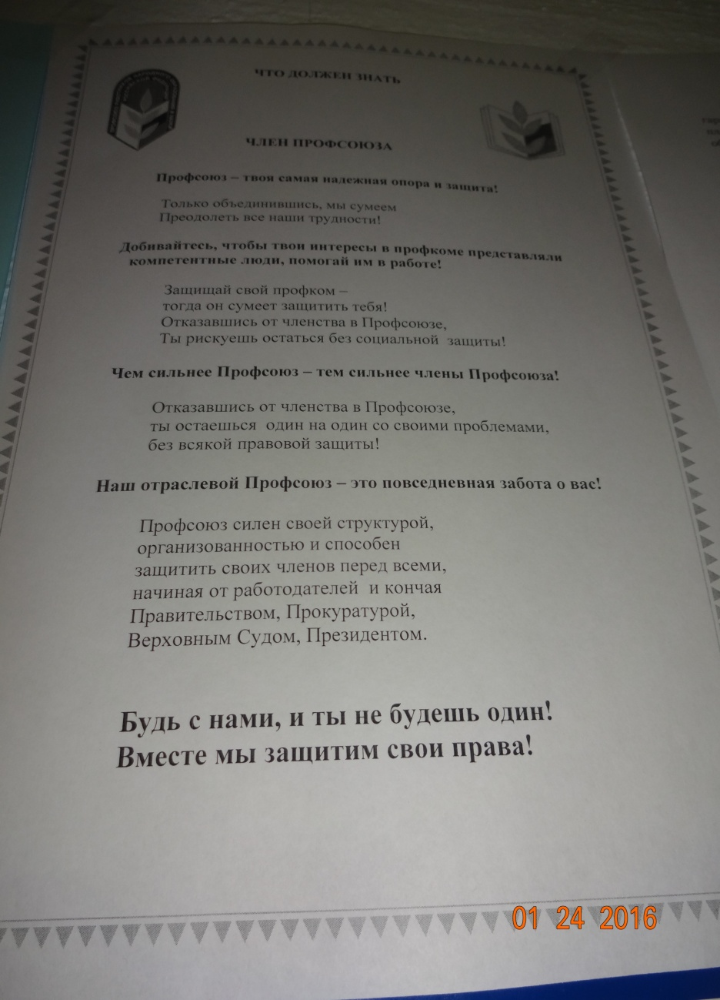 ЧТО ДОЛЖЕН ЗНАТЬ
ЧЛЕН ПРОФСОЮЗА
Профсоюз – твоя самая надежная опора и защита!
Только объединившись, мы сумеем
Преодолеть все наши трудности!
Добивайтесь, чтобы твои интересы в профкоме представляли
компетентные люди, помогай им в работе!
Защищай свой профком –
тогда он сумеет защитить тебя!
Отказавшись от членства в Профсоюзе,
Ты рискуешь остаться без социальной защиты!
Чем сильнее Профсоюз – тем сильнее члены Профсоюза!
Отказавшись от членства в Профсоюзе,
ты остаешься один на один со своими проблемами,
без всякой правовой защиты!
Наш отраслевой Профсоюз – это повседневная забота о вас!
Профсоюз силен своей структурой,
организованностью и способен
защитить своих членов перед всеми,
начиная от работодателей и кончая
Правительством, Прокуратурой,
Верховным Судом, Президентом.
Будь с нами, и ты не будешь один!
Вместе мы защитим свои права!
01 24 2016